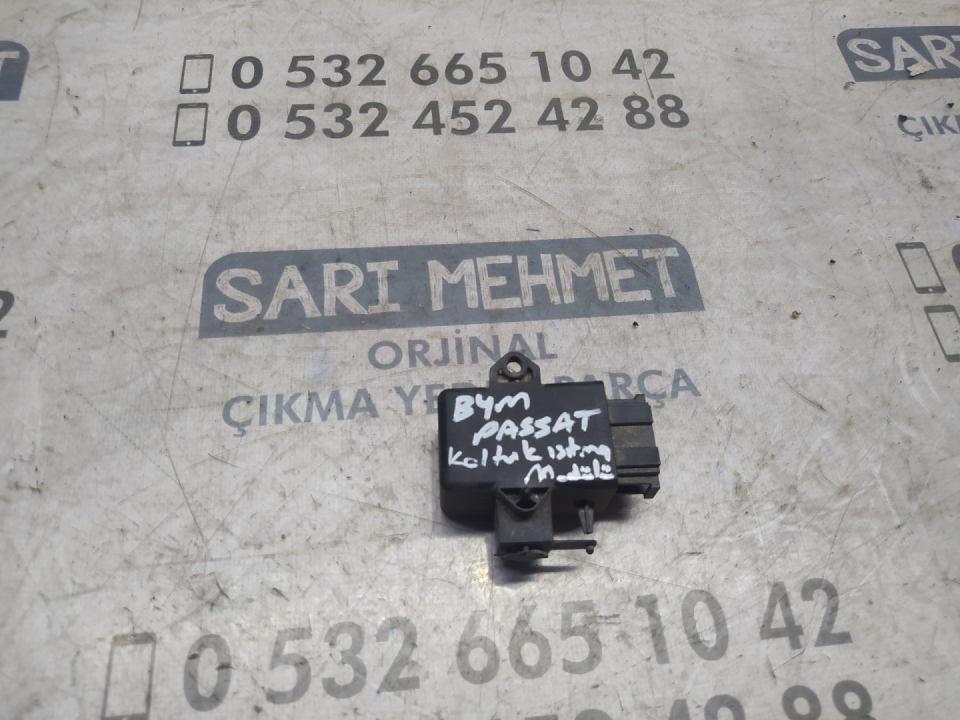 0 532 665 10 42
0 532 452 42 88
SARI
ÇIKM
SARI MEHMET
ORJİNAL
ÇIKMA YE PARÇA
BYM
PASSAT
Koltuk ısıtma
Modülü
0 532 665 10 42